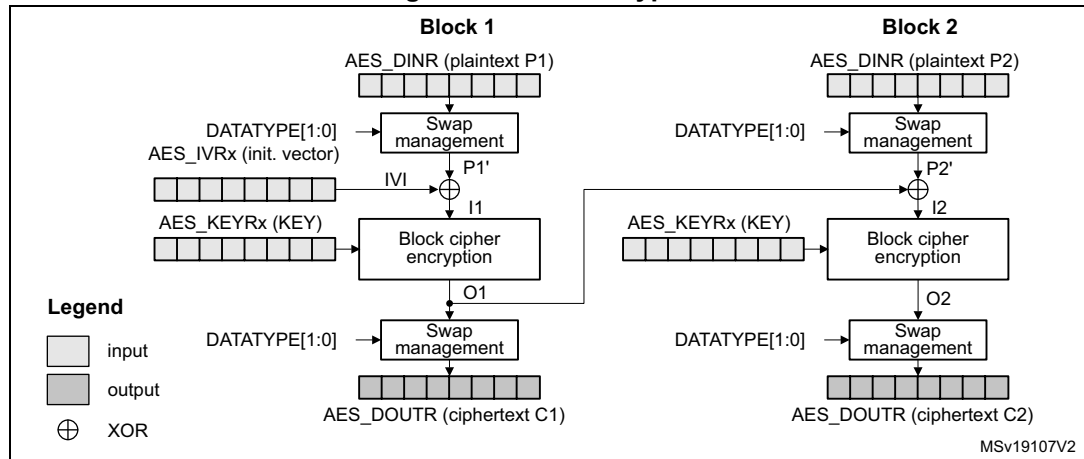 Block 1
Block 2
AES_DINR (plaintext P1)
AES_DINR (plaintext P2)
DATATYPE[1:0]
Swap
management
DATATYPE[1:0]
Swap
management
AES_IVRx (init. vector)
P1'
P2'
IVI
I1
I2
AES_KEYRx (KEY)
Block cipher
encryption
AES_KEYRx (KEY)
Block cipher
encryption
O1
O2
Legend
input
output
XOR
DATATYPE[1:0]
Swap
management
DATATYPE[1:0]
Swap
management
AES_DOUTR (ciphertext C1)
AES_DOUTR (ciphertext C2)
MSv19107V2